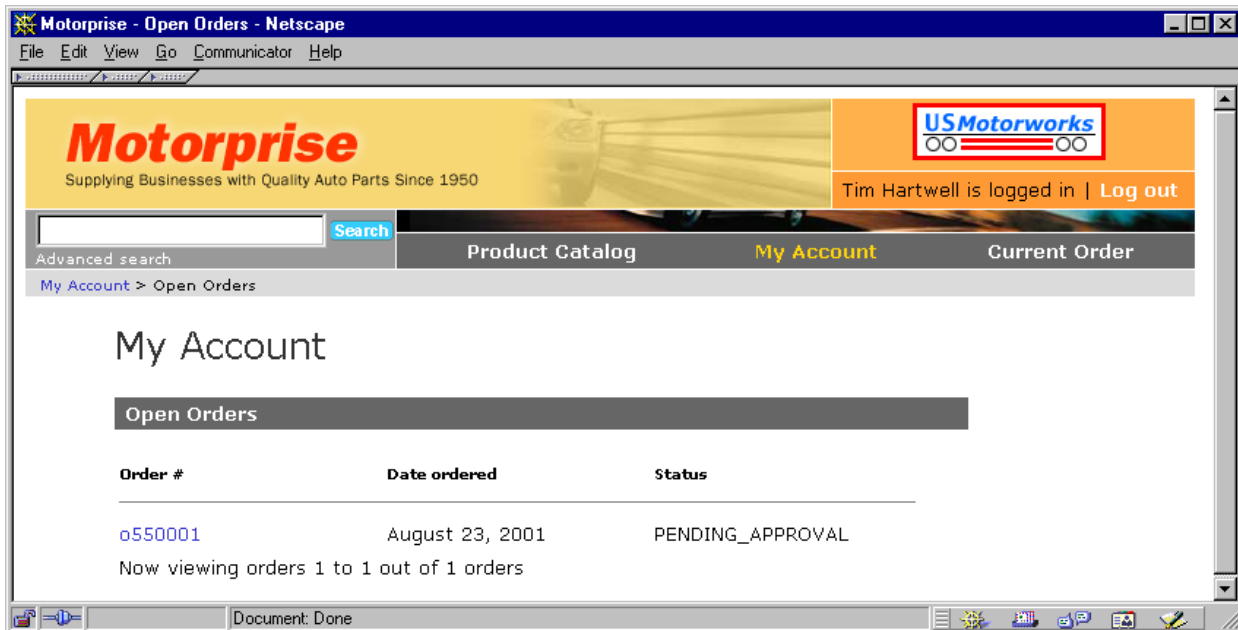 Motorprise - Open Orders - Netscape
File Edit View Go Communicator Help
Motorprise
Supplying Businesses with Quality Auto Parts Since 1950
USMotorworks
Tim Hartwell is logged in | Log out
Search
Advanced search
Product Catalog My Account Current Order
My Account > Open Orders
My Account
Open Orders
Order # Date ordered Status
o550001 August 23, 2001 PENDING_APPROVAL
Now viewing orders 1 to 1 out of 1 orders
Document: Done